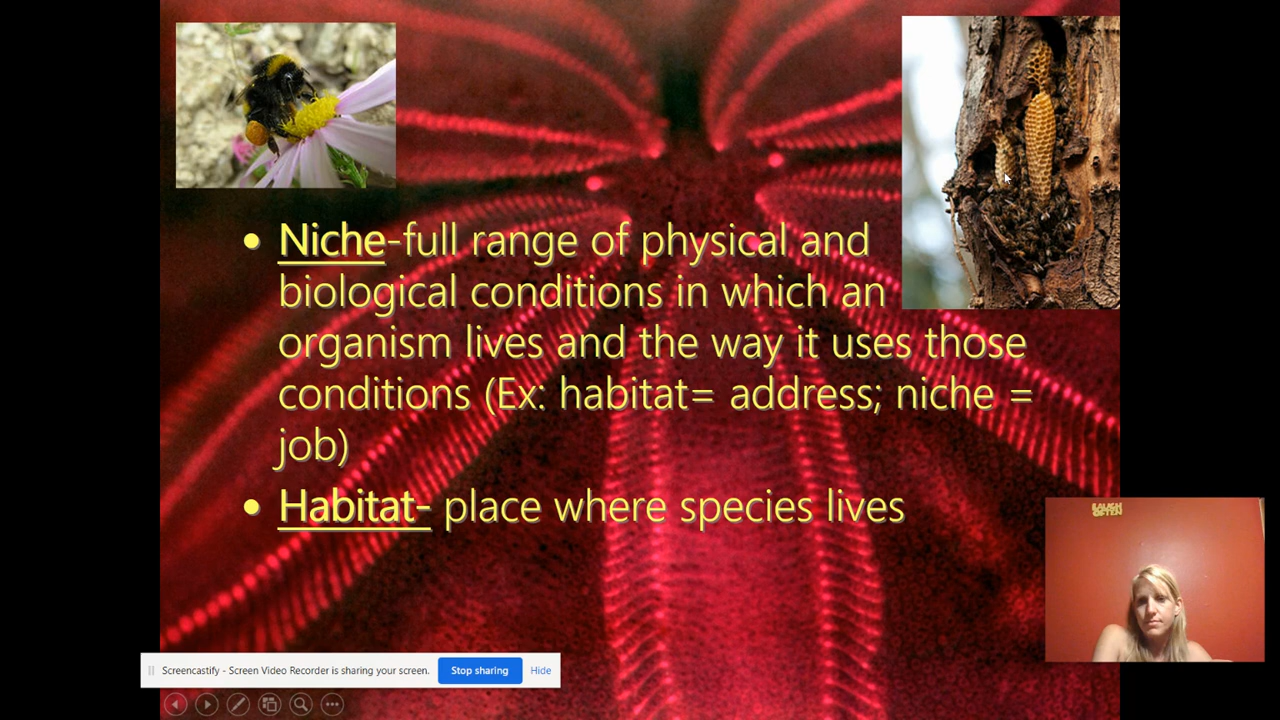 • Niche-full range of physical and
biological conditions in which an
organism lives and the way it uses those
conditions (Ex: habitat= address; niche =
job)
• Habitat- place where species lives
LAUGH
OFTEN
Screencastify - Screen Video Recorder is sharing your screen. Stop sharing Hide